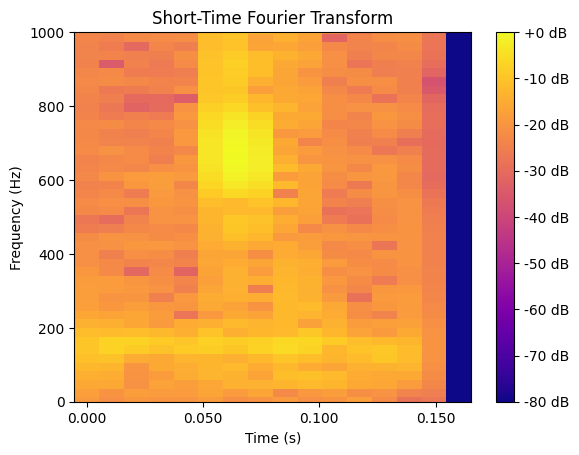 Short-Time Fourier Transform
Frequency (Hz)
1000
800
600
400
200
0
0.000
0.050
0.100
0.150
Time (s)
+0 dB
-10 dB
-20 dB
-30 dB
-40 dB
-50 dB
-60 dB
-70 dB
-80 dB